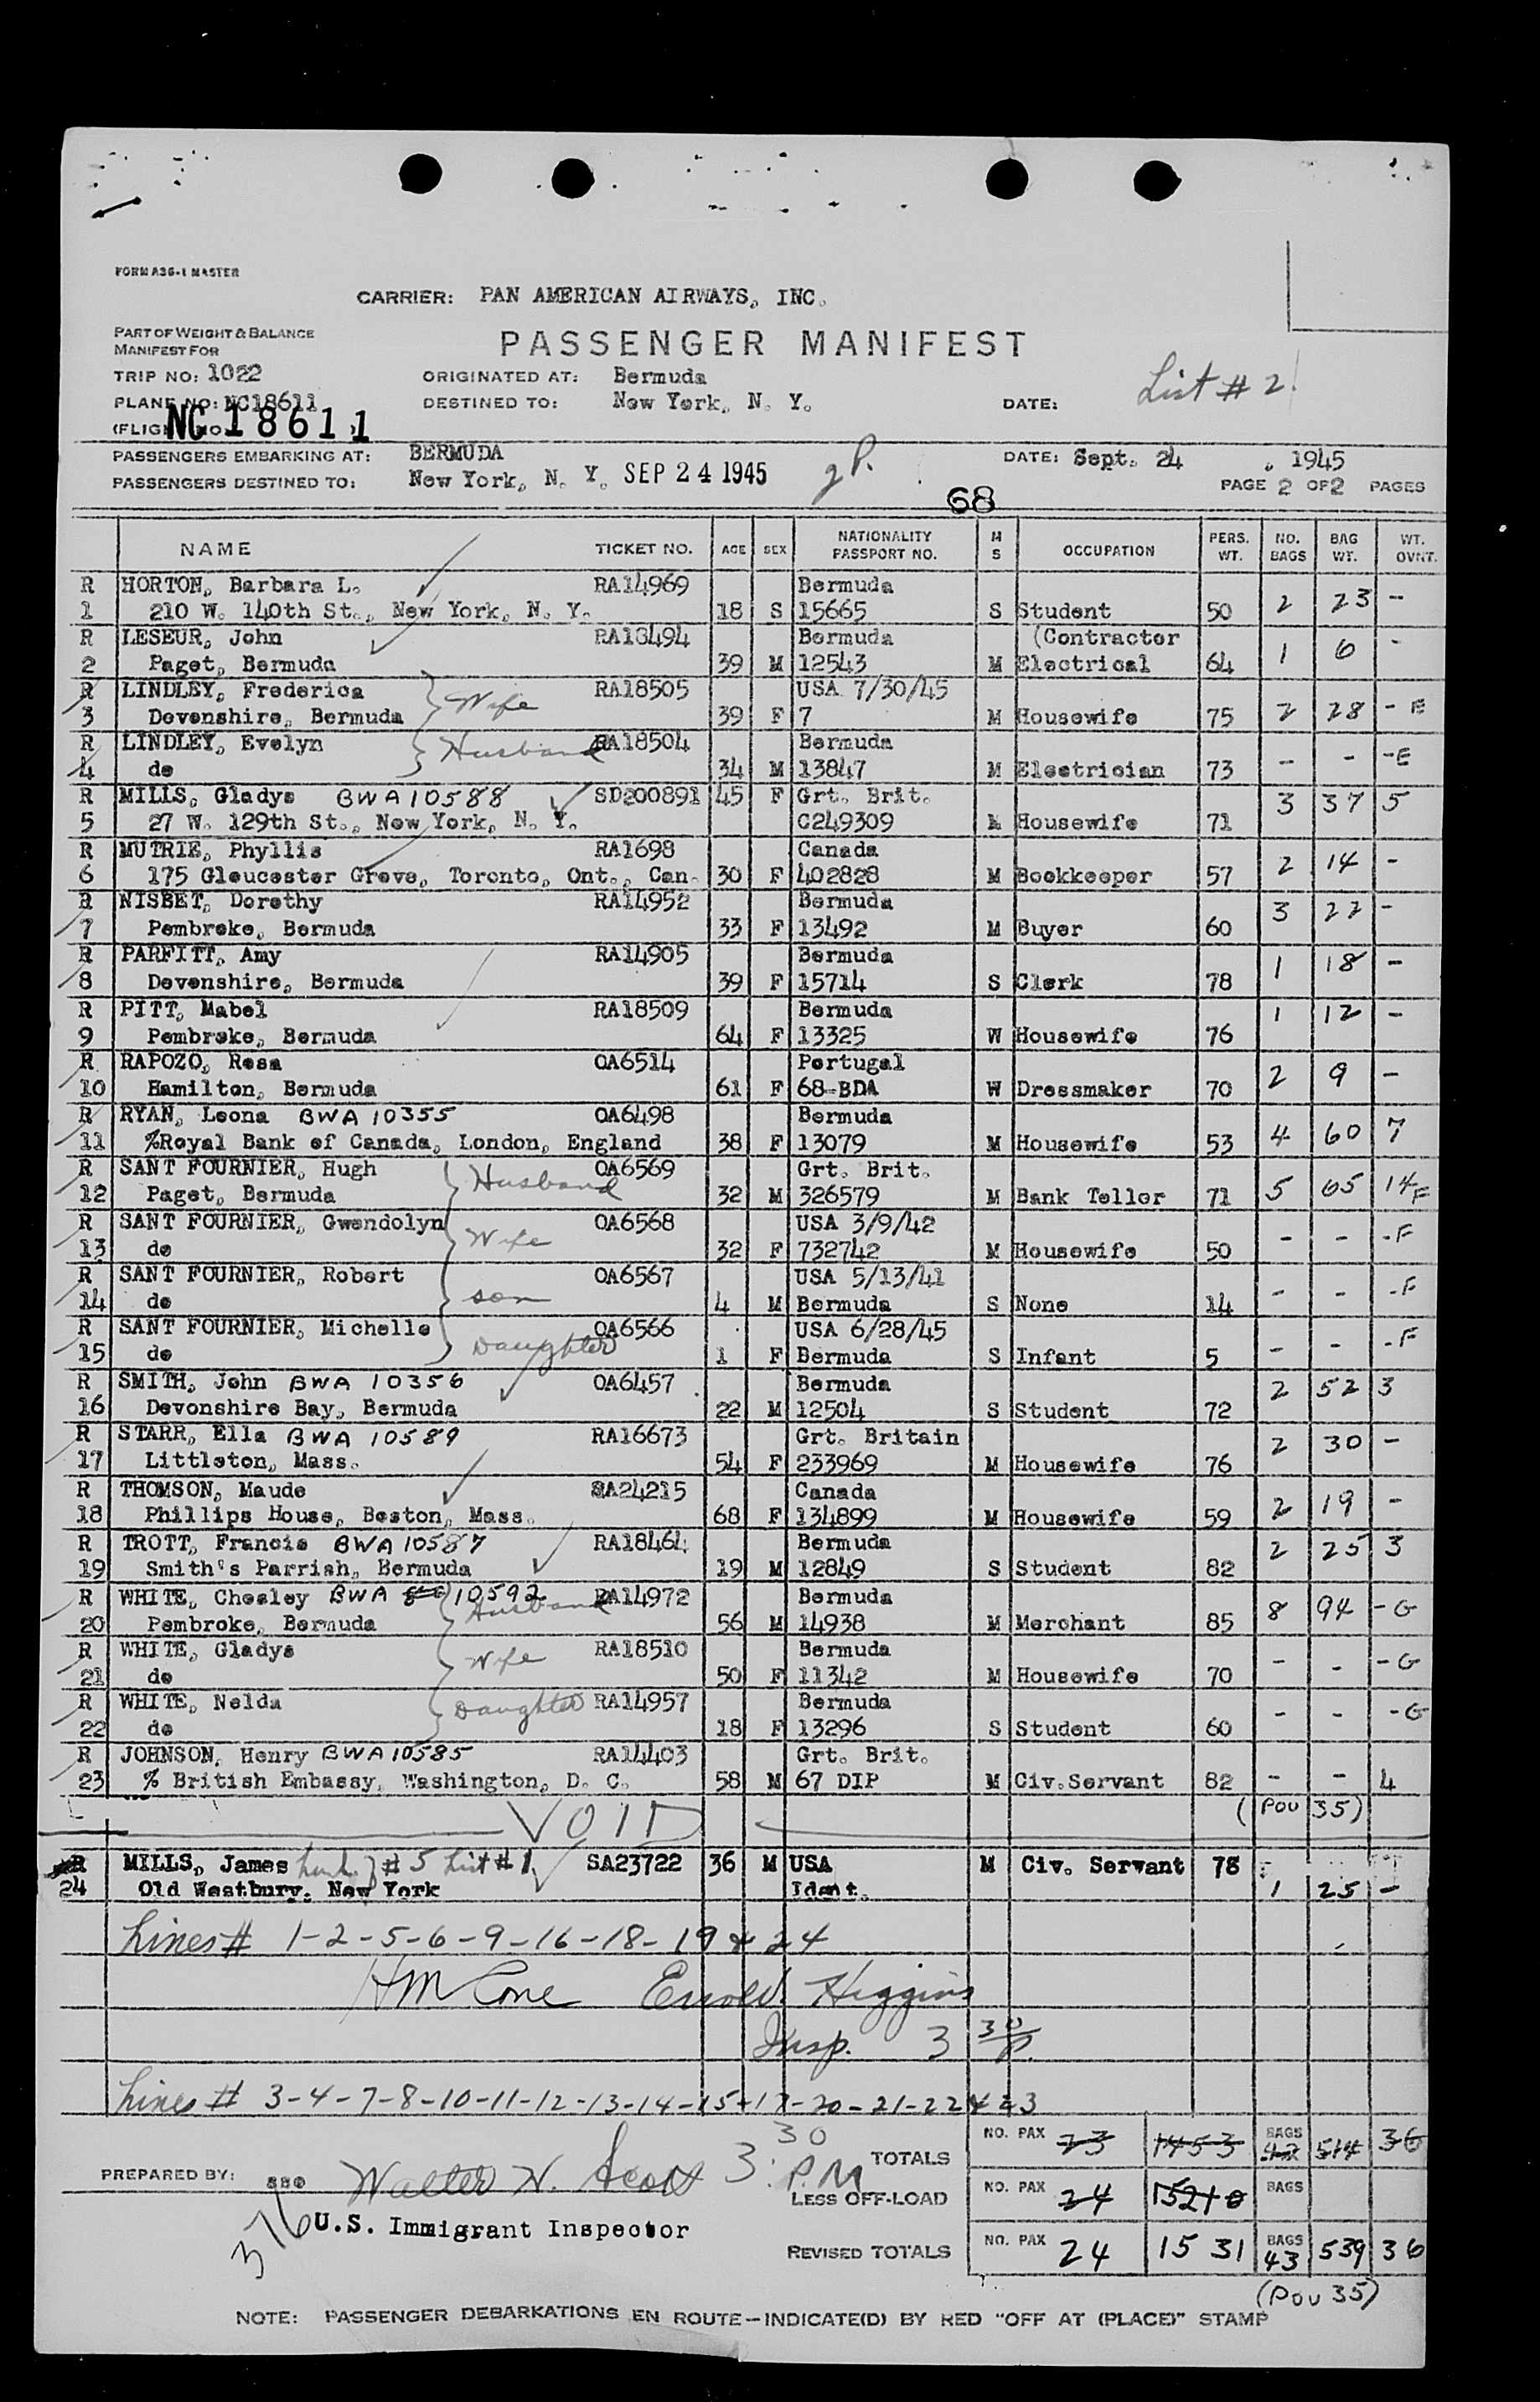 FORM A36-1 MASTER
CARRIER: PAN AMERICAN AIRWAYS, INC.
PART OF WEIGHT & BALANCE
MANIFEST FOR
PASSENGER MANIFEST
TRIP NO: 1022 ORIGINATED AT: Bermuda
PLANE NO: NC18611 DESTINED TO: New York, N. Y. DATE: List # 2
(FLIGHT NO. NC18611
PASSENGERS EMBARKING AT: BERMUDA DATE: Sept. 24, 1945
PASSENGERS DESTINED TO: New York, N. Y. SEP 24 1945
PAGE 2 OF 2 PAGES
68
NAME TICKET NO. AGE SEX NATIONALITY PASSPORT NO. M S OCCUPATION PERS. WT. NO. BAGS BAG WT. WT. OVNT.
R HORTON, Barbara L. RA14969 Bermuda
1 210 W. 140th St., New York, N. Y. 18 S 15665 S Student 50 2 23 -
R LESEUR, John RA18494 Bermuda (Contractor
2 Paget, Bermuda 39 M 12543 M Electrical 64 1 6 -
R LINDLEY, Frederica Wife RA18505 USA 7/30/45
3 Devonshire, Bermuda 39 F 7 M Housewife 75 2 28 - E
R LINDLEY, Evelyn Husband RA18504 Bermuda
4 do 34 M 13847 M Electrician 73 - - -E
R MILLS, Gladys BWA10588 SD200891 45 F Grt. Brit.
5 27 W. 129th St., New York, N. Y. C249309 M Housewife 71 3 37 5
R MUTRIE, Phyllis RA1698 Canada
6 175 Gloucester Grove, Toronto, Ont., Can. 30 F 402828 M Bookkeeper 57 2 14 -
R NISBET, Dorothy RA14952 Bermuda
7 Pembroke, Bermuda 33 F 13492 M Buyer 60 3 22 -
R PARFITT, Amy RA14905 Bermuda
8 Devonshire, Bermuda 39 F 15714 S Clerk 78 1 18 -
R PITT, Mabel RA18509 Bermuda
9 Pembroke, Bermuda 64 F 13325 W Housewife 76 1 12 -
R RAPOZO, Rosa OA6514 Portugal
10 Hamilton, Bermuda 61 F 68-BDA W Dressmaker 70 2 9 -
R RYAN, Leona BWA 10355 OA6498 Bermuda
11 %Royal Bank of Canada, London, England 38 F 13079 M Housewife 53 4 60 7
R SANT FOURNIER, Hugh Husband OA6569 Grt. Brit.
12 Paget, Bermuda 32 M 326579 M Bank Teller 71 5 65 14F
R SANT FOURNIER, Gwendolyn Wife OA6568 USA 3/9/42
13 do 32 F 732742 M Housewife 50 - - -F
R SANT FOURNIER, Robert son OA6567 USA 5/13/41
14 do 4 M Bermuda S None 14 - - -F
R SANT FOURNIER, Michelle Daughter OA6566 USA 6/28/45
15 do 1 F Bermuda S Infant 5 - - -F
R SMITH, John BWA 10356 OA6457 Bermuda
16 Devonshire Bay, Bermuda 22 M 12504 S Student 72 2 52 3
R STARR, Ella BWA 10589 RA16673 Grt. Britain
17 Littleton, Mass. 54 F 233969 M Housewife 76 2 30 -
R THOMSON, Maude SA24215 Canada
18 Phillips House, Boston, Mass. 68 F 134899 M Housewife 59 2 19 -
R TROTT, Francis BWA10587 RA18464 Bermuda
19 Smith's Parrish, Bermuda 19 M 12849 S Student 82 2 25 3
R WHITE, Chesley BWA 10592 Husband RA14972 Bermuda
20 Pembroke, Bermuda 56 M 14938 M Merchant 85 8 94 -G
R WHITE, Gladys Wife RA18510 Bermuda
21 do 50 F 11342 M Housewife 70 - - -G
R WHITE, Nelda Daughter RA14957 Bermuda
22 do 18 F 13296 S Student 60 - - -G
R JOHNSON, Henry BWA10585 RA14403 Grt. Brit.
23 % British Embassy, Washington, D. C. 58 M 67 DIP M Civ.Servant 82 - - 4
(POU 35)
VOID
R MILLS, James husb. # 5 List # 1 SA23722 36 M USA M Civ. Servant 78
24 Old Westbury, New York Ident. 1 25 -
Lines # 1-2-5-6-9-16-18-19 & 24
HM Cone Errold Higgins
Insp. 3 30
Lines # 3-4-7-8-10-11-12-13-14-15-17-20-21-22 & 23
TOTALS NO. PAX 23 1453 BAGS 42 514 36
PREPARED BY: Walter N. Scott 3:30 P.M
LESS OFF-LOAD NO. PAX 24 BAGS
376 U.S. Immigrant Inspector
REVISED TOTALS NO. PAX 24 1531 BAGS 43 539 36
(POU 35)
NOTE: PASSENGER DEBARKATIONS EN ROUTE—INDICATE(D) BY RED "OFF AT (PLACE)" STAMP